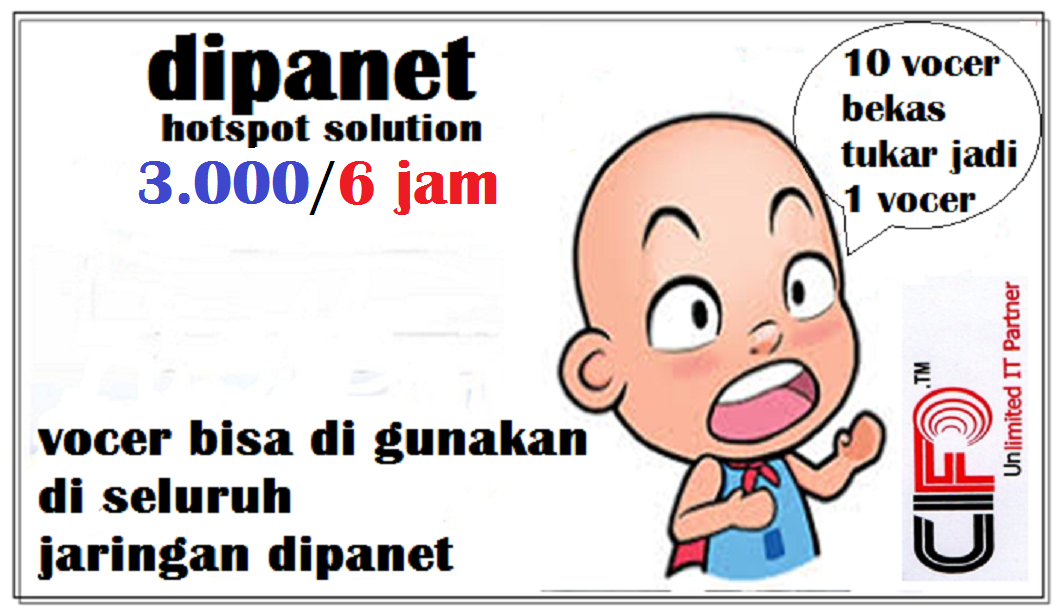 dipanet
hotspot solution
3.000/6 jam
10 vocer
bekas
tukar jadi
1 vocer
vocer bisa di gunakan
di seluruh
jaringan dipanet
CIFO.TM
Unlimited IT Partner